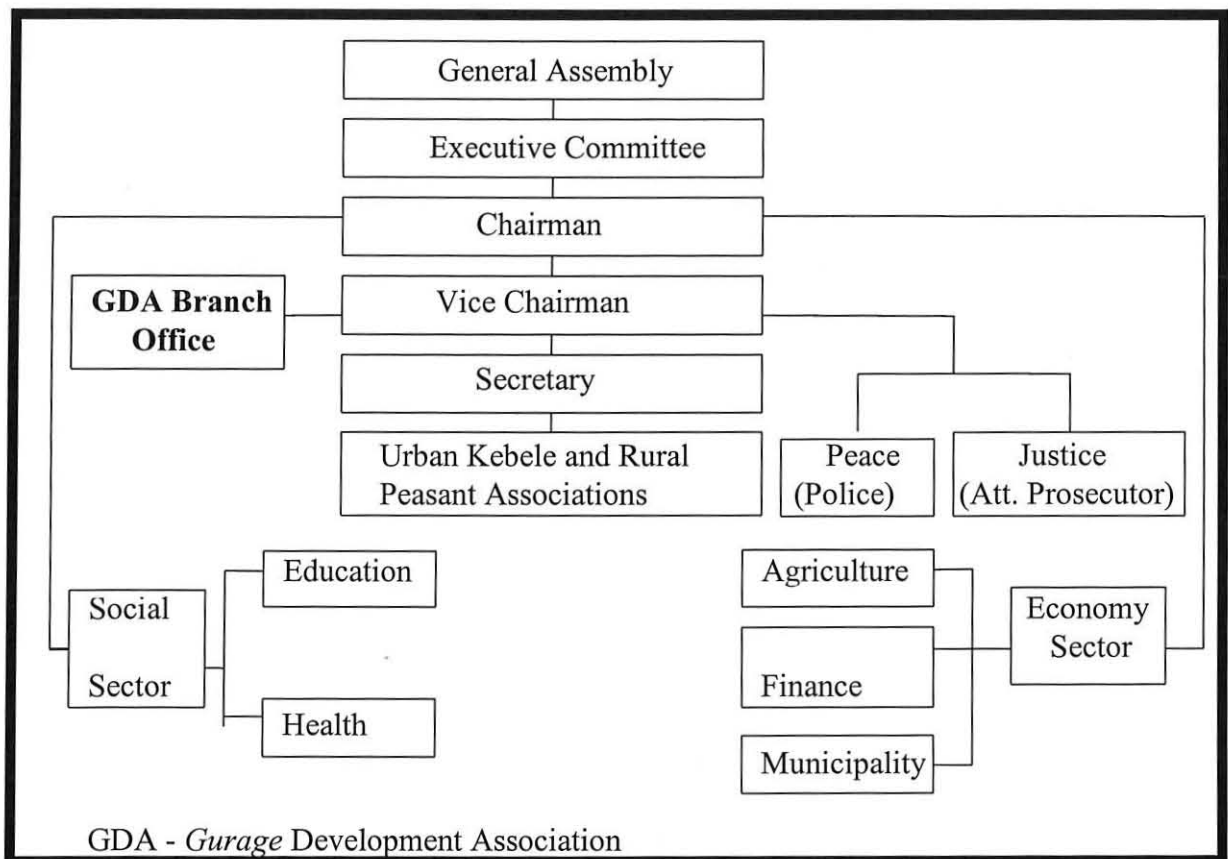 General Assembly
Executive Committee
Chairman
GDA Branch
Office
Vice Chairman
Secretary
Urban Kebele and Rural
Peasant Associations
Peace
(Police)
Justice
(Att. Prosecutor)
Social
Sector
Education
Health
Agriculture
Finance
Municipality
Economy
Sector
GDA - Gurage Development Association